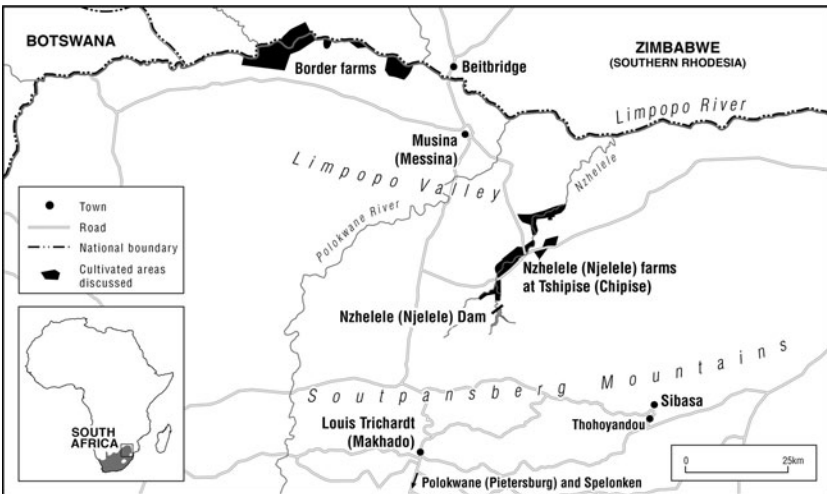 BOTSWANA
ZIMBABWE
(SOUTHERN RHODESIA)
Border farms
Beitbridge
Limpopo River
Musina
(Messina)
Limpopo Valley
Nzhelele
Polokwane River
Town
Road
National boundary
Cultivated areas
discussed
Nzhelele (Njelele) farms
at Tshipise (Chipise)
Nzhelele (Njelele) Dam
Soutpansberg Mountains
SOUTH
AFRICA
Louis Trichardt
(Makhado)
Sibasa
Thohoyandou
0 25km
Polokwane (Pietersburg) and Spelonken